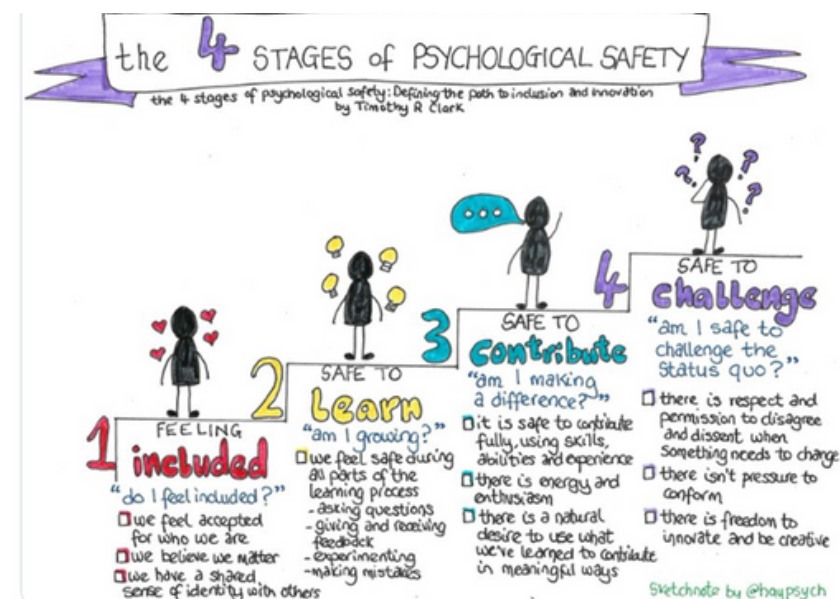 the 4 STAGES of PSYCHOLOGICAL SAFETY
the 4 stages of psychological safety: Defining the path to inclusion and innovation
by Timothy R Clark
1
FEELING
included
"do I feel included?"
we feel accepted
for who we are
we believe we matter
we have a shared
sense of identity with others
2
SAFE TO
Learn
"am I growing?"
we feel safe during
all parts of the
learning process
- asking questions
- giving and receiving
feedback
- experimenting
- making mistakes
3
SAFE TO
contribute
"am I making
a difference?"
it is safe to contribute
fully, using skills,
abilities and experience
there is energy and
enthusiasm
there is a natural
desire to use what
we've learned to contribute
in meaningful ways
4
SAFE TO
challenge
"am I safe to
challenge the
status quo?"
there is respect and
permission to disagree
and dissent when
something needs to change
there isn't pressure to
conform
there is freedom to
innovate and be creative
Sketchnote by @haypsych